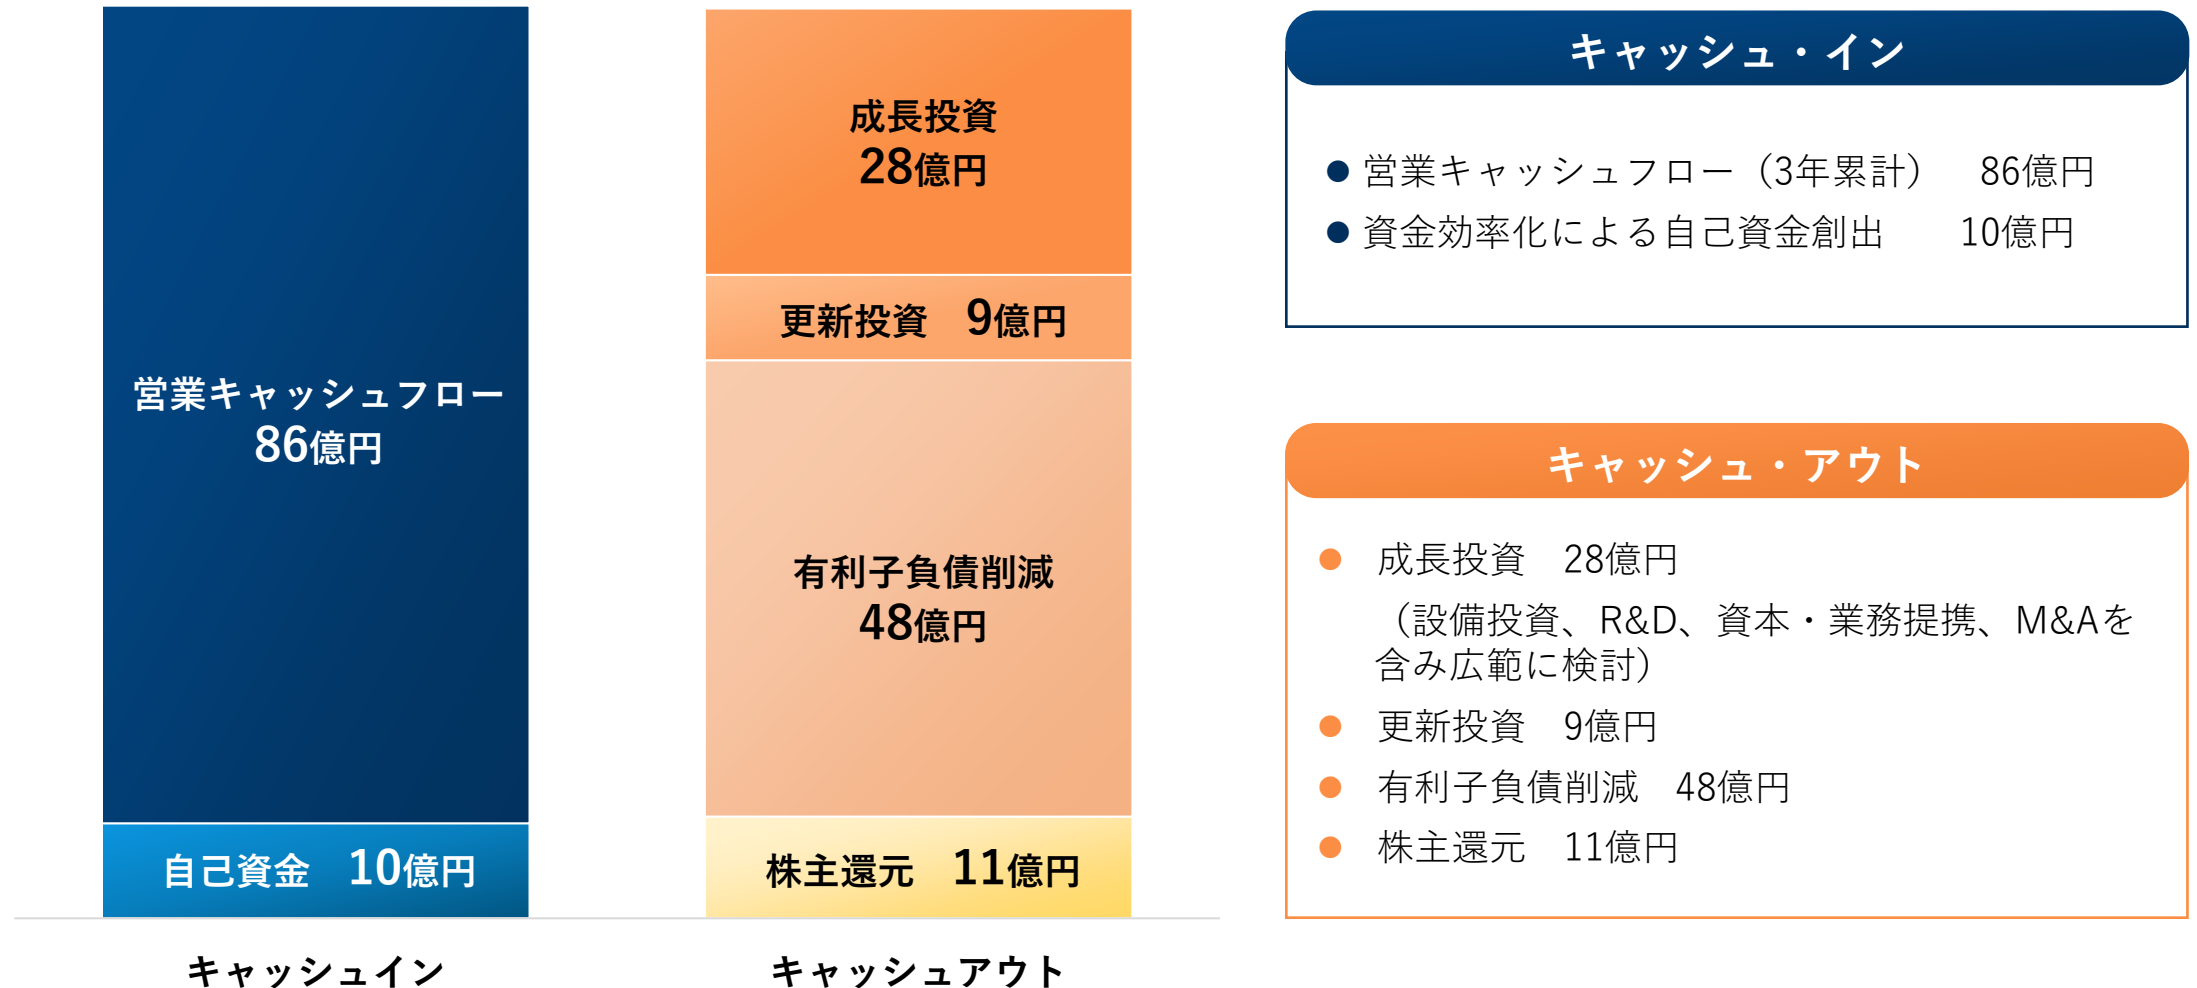 営業キャッシュフロー
86億円
自己資金　10億円
キャッシュイン
成長投資
28億円
更新投資　9億円
有利子負債削減
48億円
株主還元　11億円
キャッシュアウト
キャッシュ・イン
● 営業キャッシュフロー（3年累計）　86億円
● 資金効率化による自己資金創出　　10億円
キャッシュ・アウト
● 成長投資　28億円
（設備投資、R&D、資本・業務提携、M&Aを
含み広範に検討）
● 更新投資　9億円
● 有利子負債削減　48億円
● 株主還元　11億円